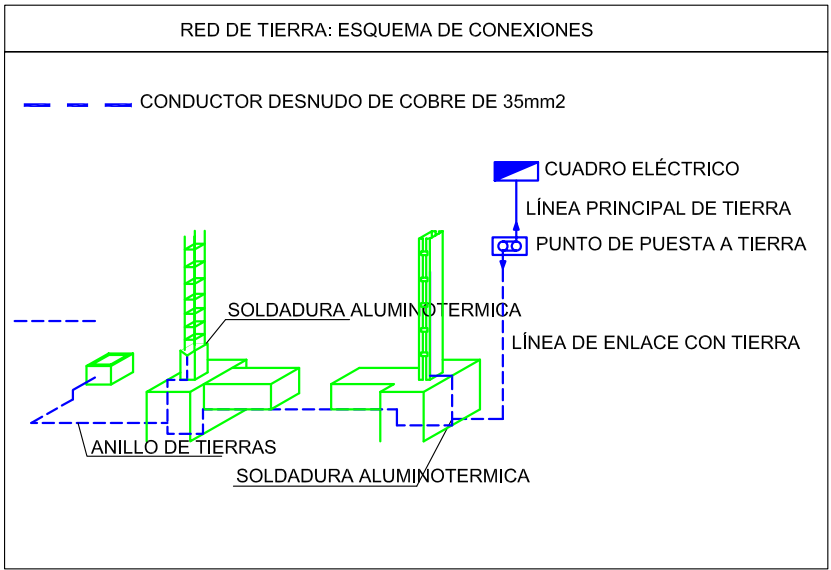 RED DE TIERRA: ESQUEMA DE CONEXIONES
CONDUCTOR DESNUDO DE COBRE DE 35mm2
CUADRO ELÉCTRICO
LÍNEA PRINCIPAL DE TIERRA
PUNTO DE PUESTA A TIERRA
SOLDADURA ALUMINOTERMICA
LÍNEA DE ENLACE CON TIERRA
ANILLO DE TIERRAS
SOLDADURA ALUMINOTERMICA